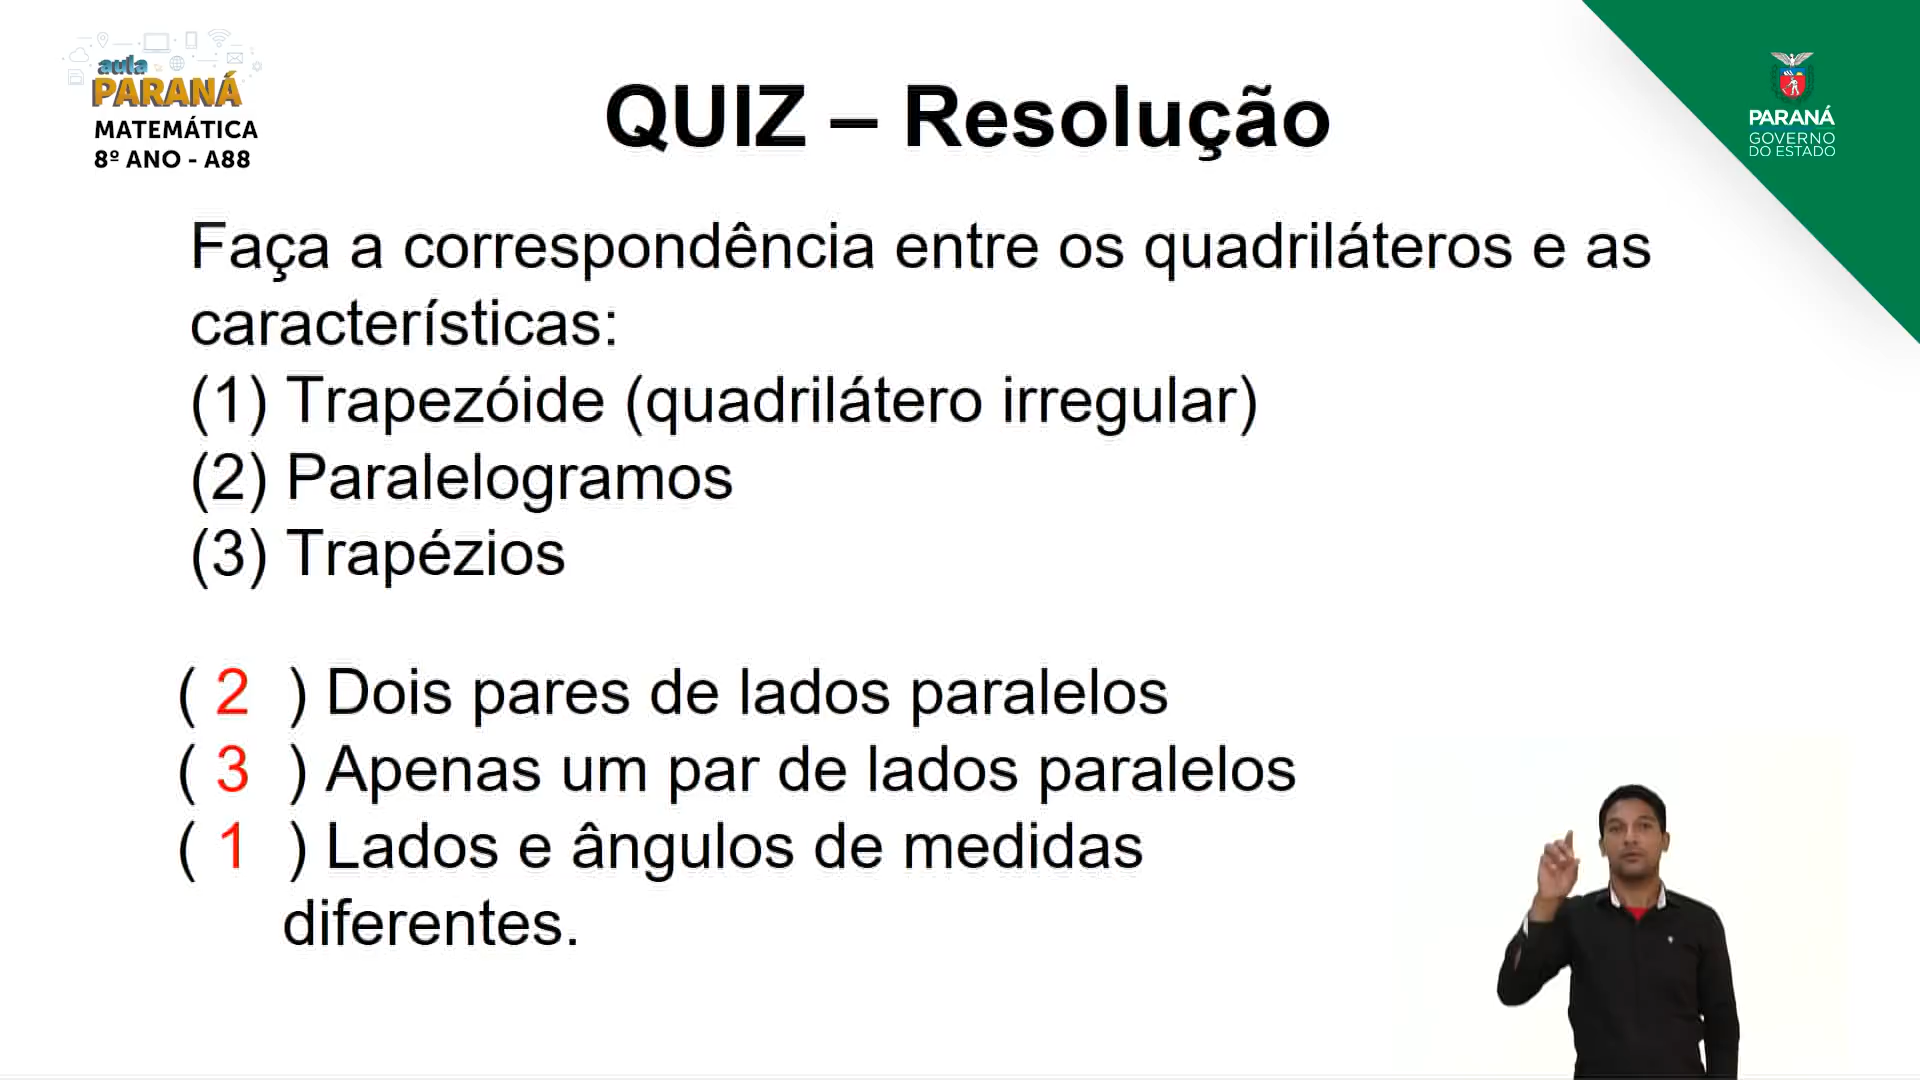 aula
PARANÁ
MATEMÁTICA
8º ANO - A88
QUIZ – Resolução
PARANÁ
GOVERNO
DO ESTADO
Faça a correspondência entre os quadriláteros e as
características:
(1) Trapezóide (quadrilátero irregular)
(2) Paralelogramos
(3) Trapézios
( 2 ) Dois pares de lados paralelos
( 3 ) Apenas um par de lados paralelos
( 1 ) Lados e ângulos de medidas
diferentes.